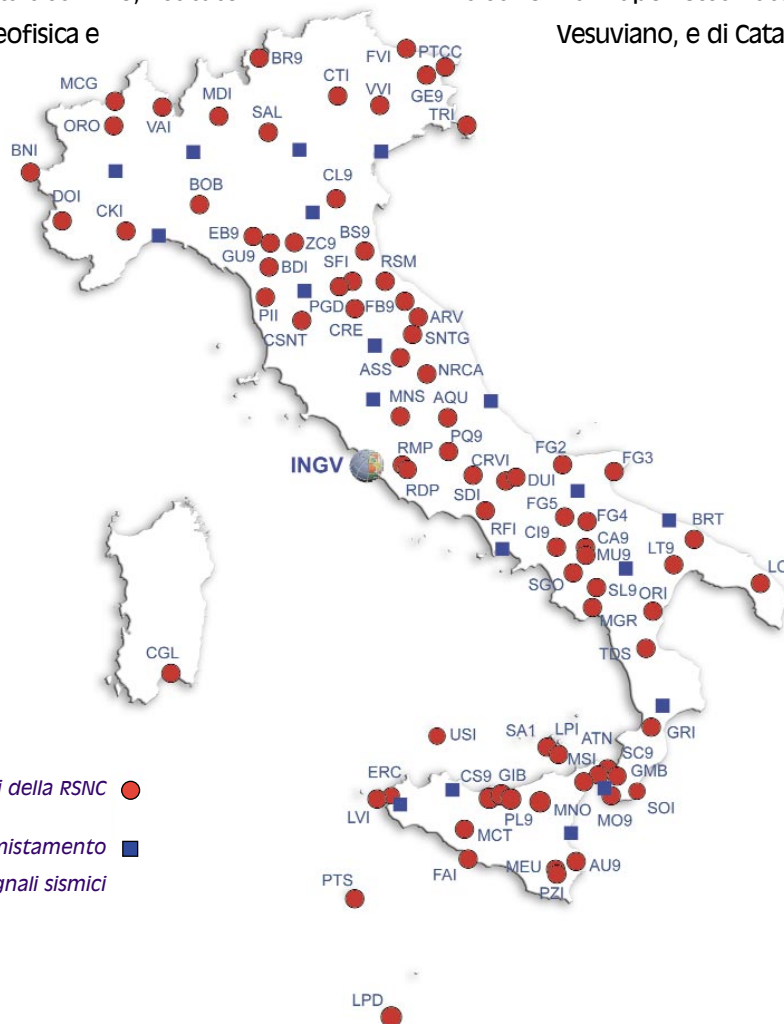 eofisica e
Vesuviano, e di Cata
BR9
FVI
PTCC
MCG
MDI
CTI
VVI
GE9
ORO
VAI
SAL
TRI
BNI
DOI
BOB
CL9
CKI
EB9
ZC9
BS9
GU9
BDI
SFI
RSM
PII
PGD
FB9
ARV
CSNT
CRE
SNTG
ASS
NRCA
MNS
AQU
PQ9
INGV
RMP
CRVI
FG2
FG3
RDP
DUI
SDI
FG5
FG4
BRT
RFI
CI9
CA9
MU9
LT9
SGO
SL9
ORI
MGR
TDS
CGL
USI
SA1
LPI
ATN
GRI
MSI
SC9
ERC
CS9
GIB
GMB
i della RSNC
LVI
PL9
MNO
MO9
SOI
MCT
mistamento
FAI
MEU
AU9
gnali sismici
PTS
PZI
LPD